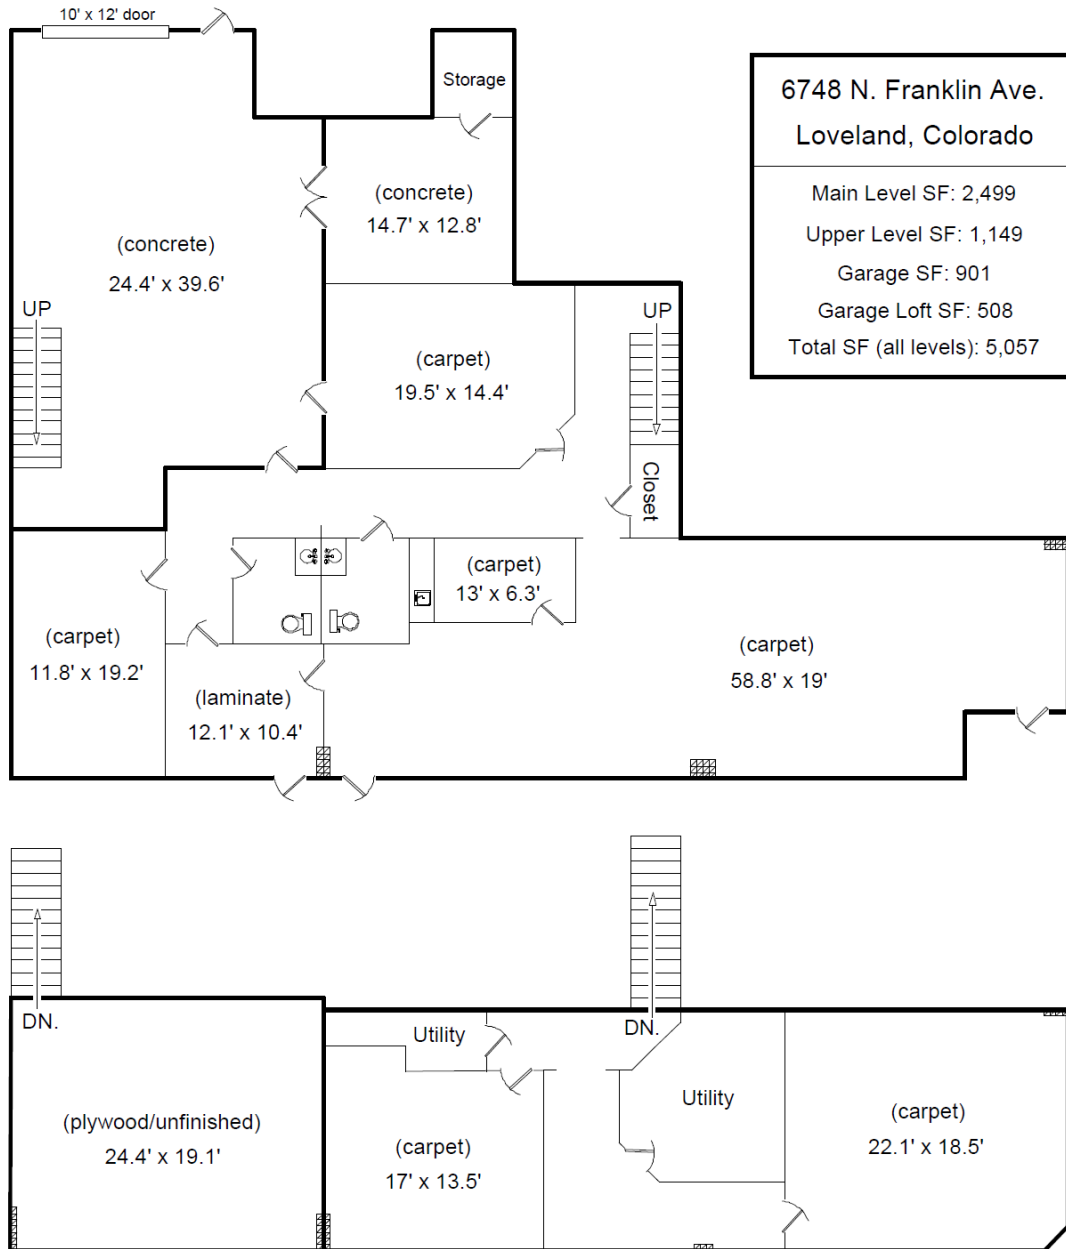 10' x 12' door
Storage
6748 N. Franklin Ave.
Loveland, Colorado
Main Level SF: 2,499
Upper Level SF: 1,149
Garage SF: 901
Garage Loft SF: 508
Total SF (all levels): 5,057
(concrete)
14.7' x 12.8'
(concrete)
24.4' x 39.6'
UP
UP
(carpet)
19.5' x 14.4'
Closet
(carpet)
13' x 6.3'
(carpet)
11.8' x 19.2'
(carpet)
58.8' x 19'
(laminate)
12.1' x 10.4'
DN.
DN.
Utility
Utility
(plywood/unfinished)
24.4' x 19.1'
(carpet)
17' x 13.5'
(carpet)
22.1' x 18.5'